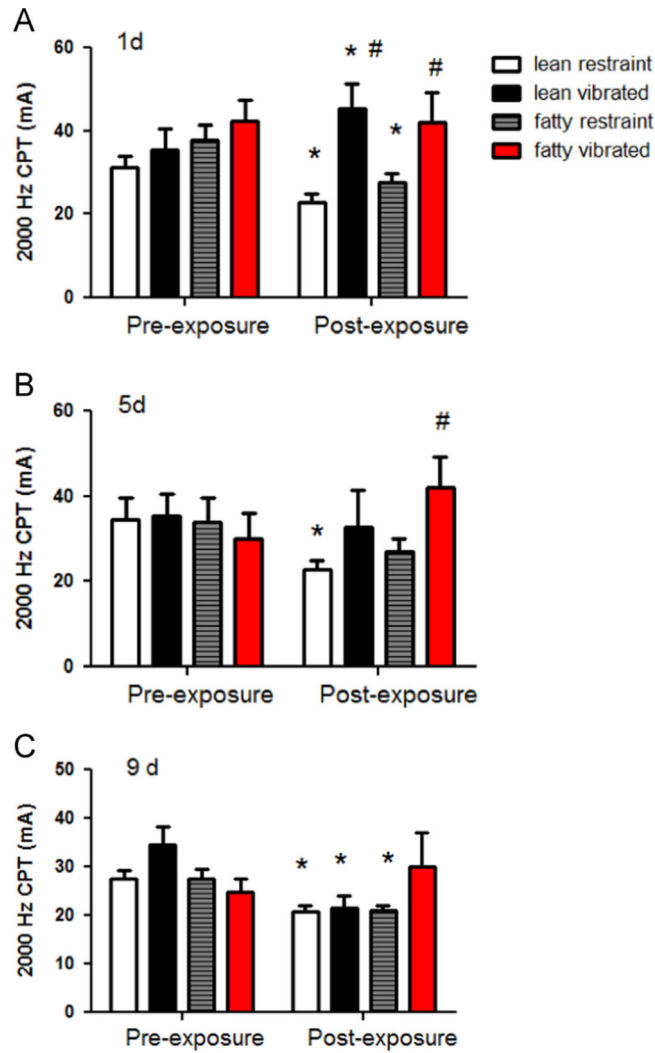 A
1d
60
40
20
0
2000 Hz CPT (mA)
* * # * #
Pre-exposure Post-exposure
lean restraint
lean vibrated
fatty restraint
fatty vibrated
B
5d
60
40
20
0
2000 Hz CPT (mA)
* #
Pre-exposure Post-exposure
C
9 d
50
40
30
20
10
0
2000 Hz CPT (mA)
* * *
Pre-exposure Post-exposure